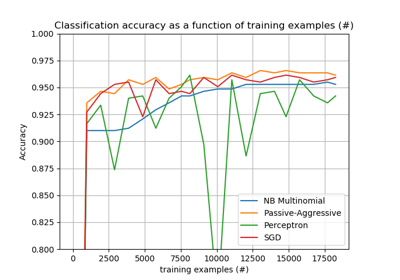 Classification accuracy as a function of training examples (#)
1.000
0.975
0.950
0.925
0.900
0.875
0.850
0.825
0.800
Accuracy
NB Multinomial
Passive-Aggressive
Perceptron
SGD
0 2500 5000 7500 10000 12500 15000 17500
training examples (#)